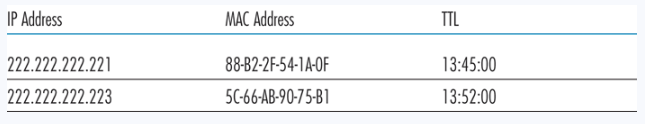 IP Address MAC Address TTL
222.222.222.221 88-B2-2F-54-1A-0F 13:45:00
222.222.222.223 5C-66-AB-90-75-B1 13:52:00